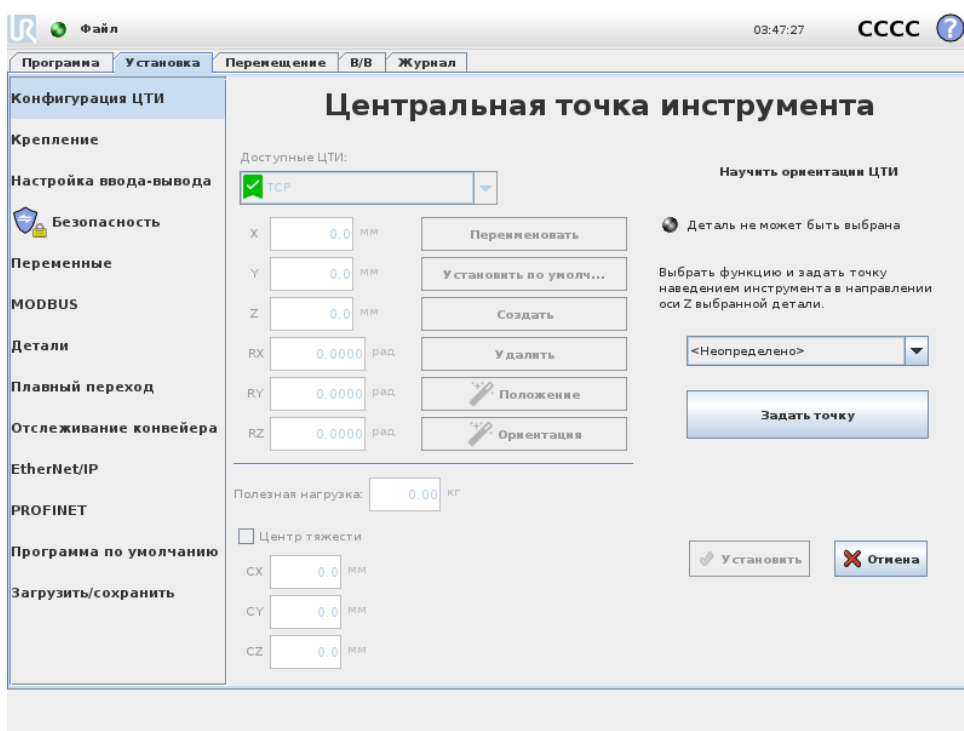 UR Файл 03:47:27 CCCC ?
Программа Установка Перемещение В/В Журнал
Конфигурация ЦТИ
Крепление
Настройка ввода-вывода
Безопасность
Переменные
MODBUS
Детали
Плавный переход
Отслеживание конвейера
EtherNet/IP
PROFINET
Программа по умолчанию
Загрузить/сохранить
Центральная точка инструмента
Доступные ЦТИ:
TCP
X 0.0 мм Переименовать
Y 0.0 мм Установить по умолч...
Z 0.0 мм Создать
RX 0.0000 рад Удалить
RY 0.0000 рад Положение
RZ 0.0000 рад Ориентация
Полезная нагрузка: 0.00 кг
Центр тяжести
CX 0.0 мм
CY 0.0 мм
CZ 0.0 мм
Научить ориентации ЦТИ
Деталь не может быть выбрана
Выбрать функцию и задать точку
наведением инструмента в направлении
оси Z выбранной детали.
<Неопределено>
Задать точку
Установить Отмена